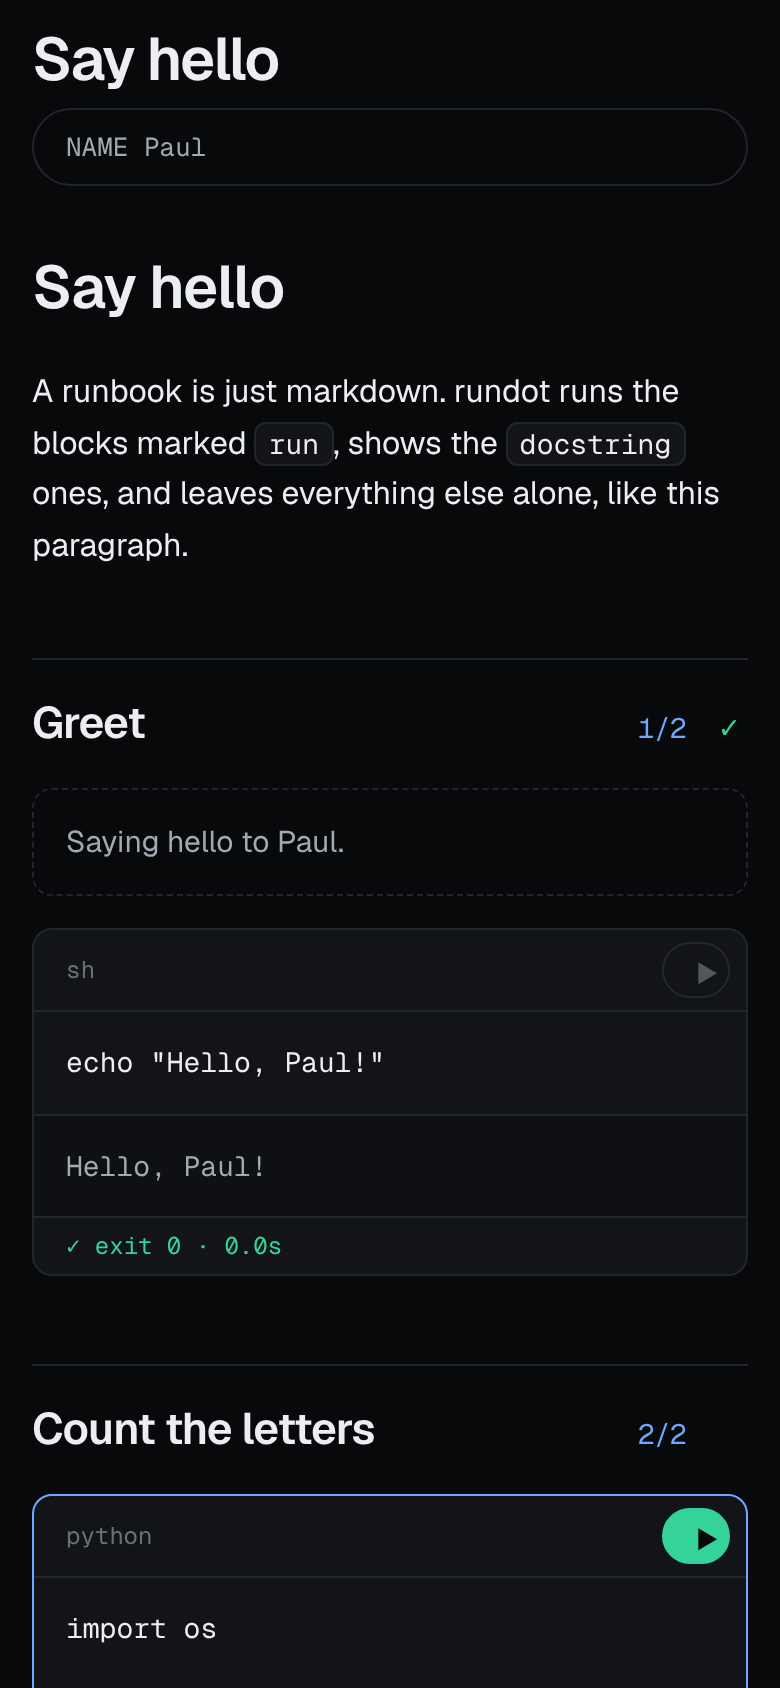 Say hello
NAME Paul
Say hello
A runbook is just markdown. rundot runs the
blocks marked run, shows the docstring
ones, and leaves everything else alone, like this
paragraph.
Greet 1/2 ✓
Saying hello to Paul.
sh
echo "Hello, Paul!"
Hello, Paul!
✓ exit 0 · 0.0s
Count the letters 2/2
python
import os